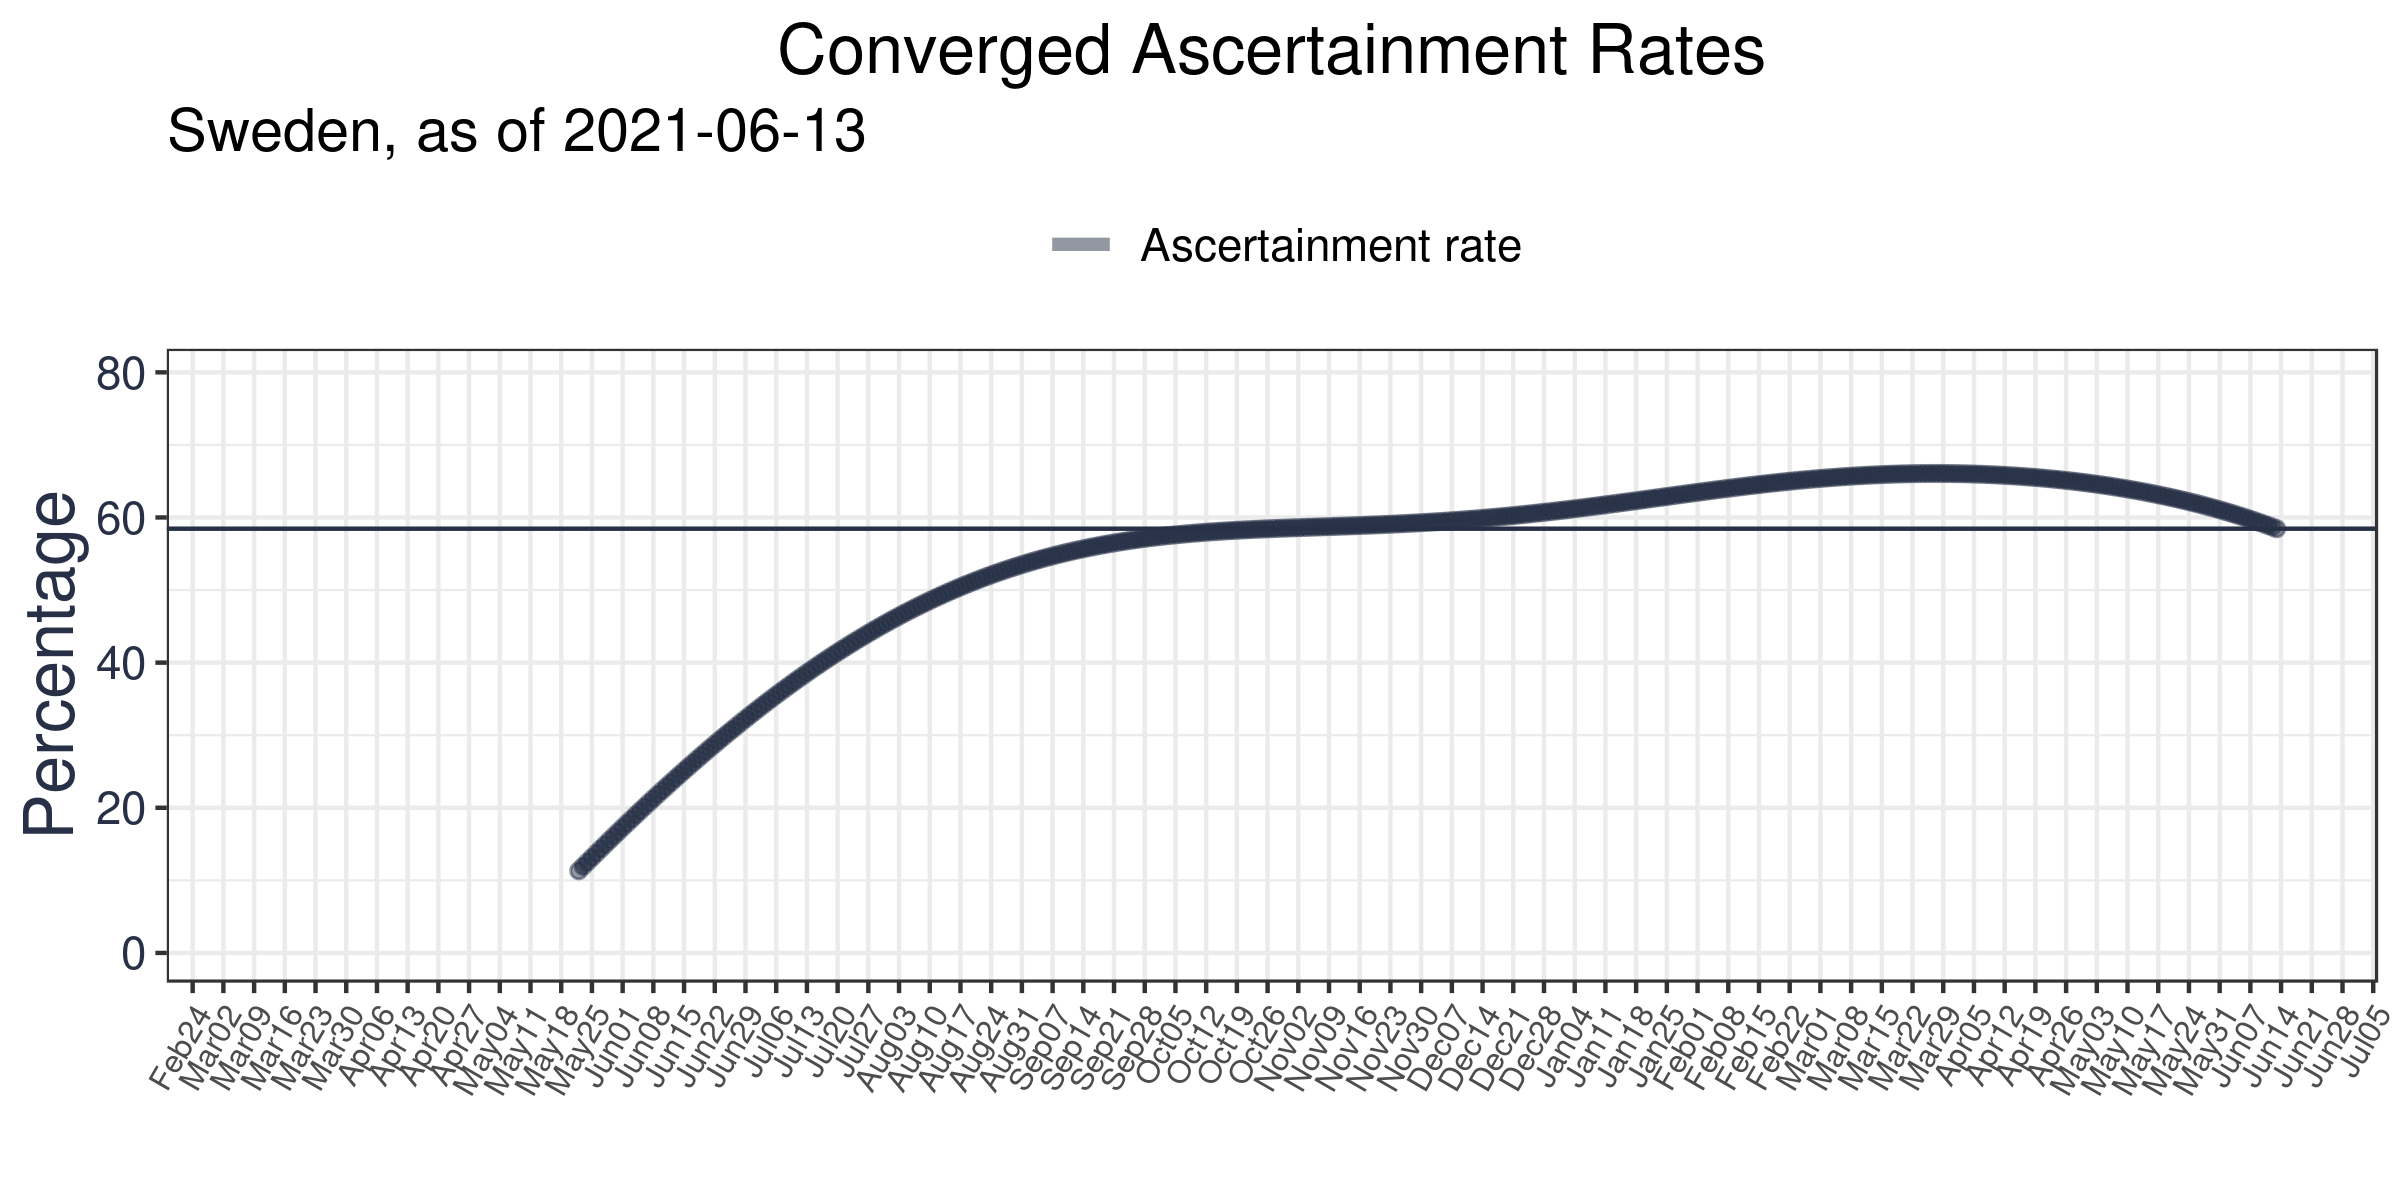 Converged Ascertainment Rates
Sweden, as of 2021-06-13
Ascertainment rate
Percentage
80
60
40
20
0
Feb24
Mar02
Mar09
Mar16
Mar23
Mar30
Apr06
Apr13
Apr20
Apr27
May04
May11
May18
May25
Jun01
Jun08
Jun15
Jun22
Jun29
Jul06
Jul13
Jul20
Jul27
Aug03
Aug10
Aug17
Aug24
Aug31
Sep07
Sep14
Sep21
Sep28
Oct05
Oct12
Oct19
Oct26
Nov02
Nov09
Nov16
Nov23
Nov30
Dec07
Dec14
Dec21
Dec28
Jan04
Jan11
Jan18
Jan25
Feb01
Feb08
Feb15
Feb22
Mar01
Mar08
Mar15
Mar22
Mar29
Apr05
Apr12
Apr19
Apr26
May03
May10
May17
May24
May31
Jun07
Jun14
Jun21
Jun28
Jul05